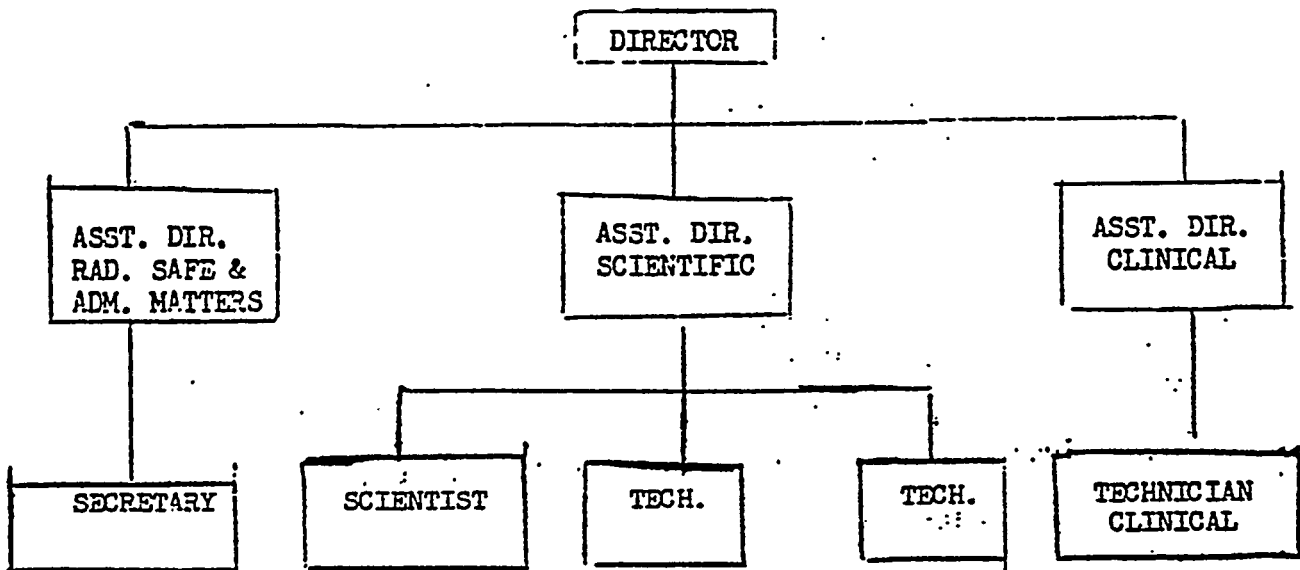 DIRECTOR
ASST. DIR.
RAD. SAFE &
ADM. MATTERS
ASST. DIR.
SCIENTIFIC
ASST. DIR.
CLINICAL
SECRETARY
SCIENTIST
TECH.
TECH.
TECHNICIAN
CLINICAL